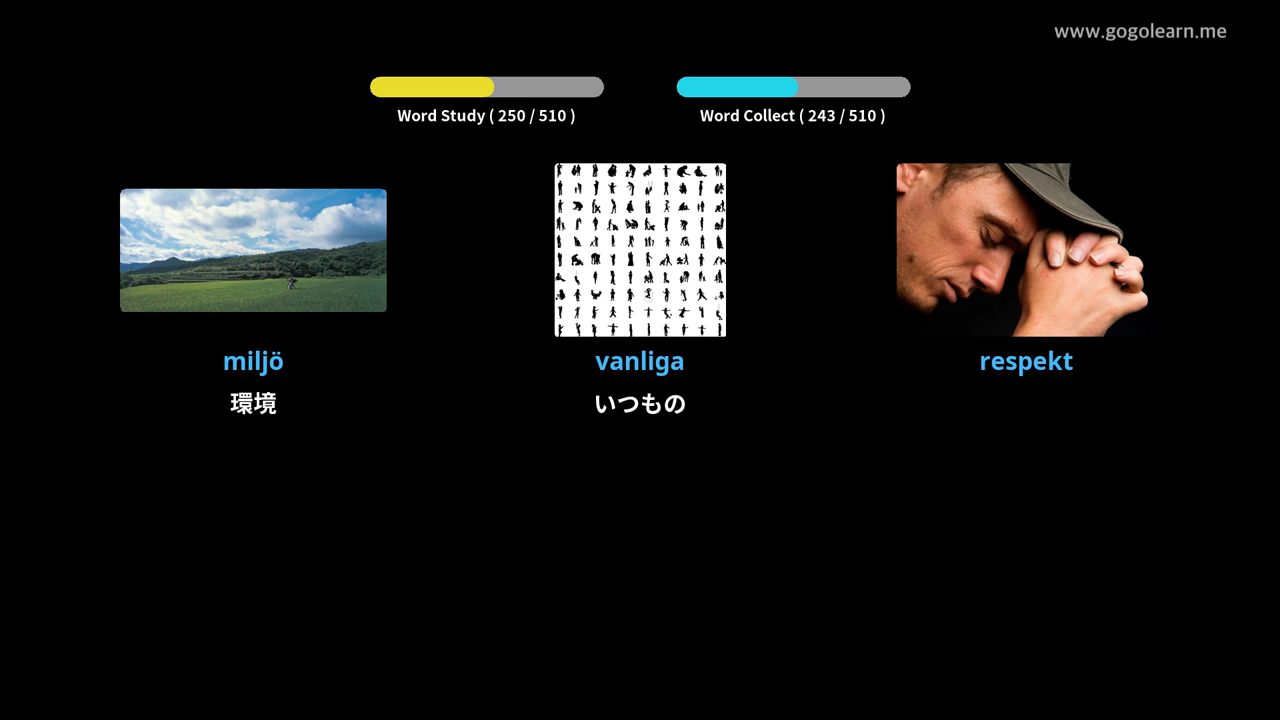 www.gogolearn.me
Word Study ( 250 / 510 )
Word Collect ( 243 / 510 )
miljö
vanliga
respekt
環境
いつもの